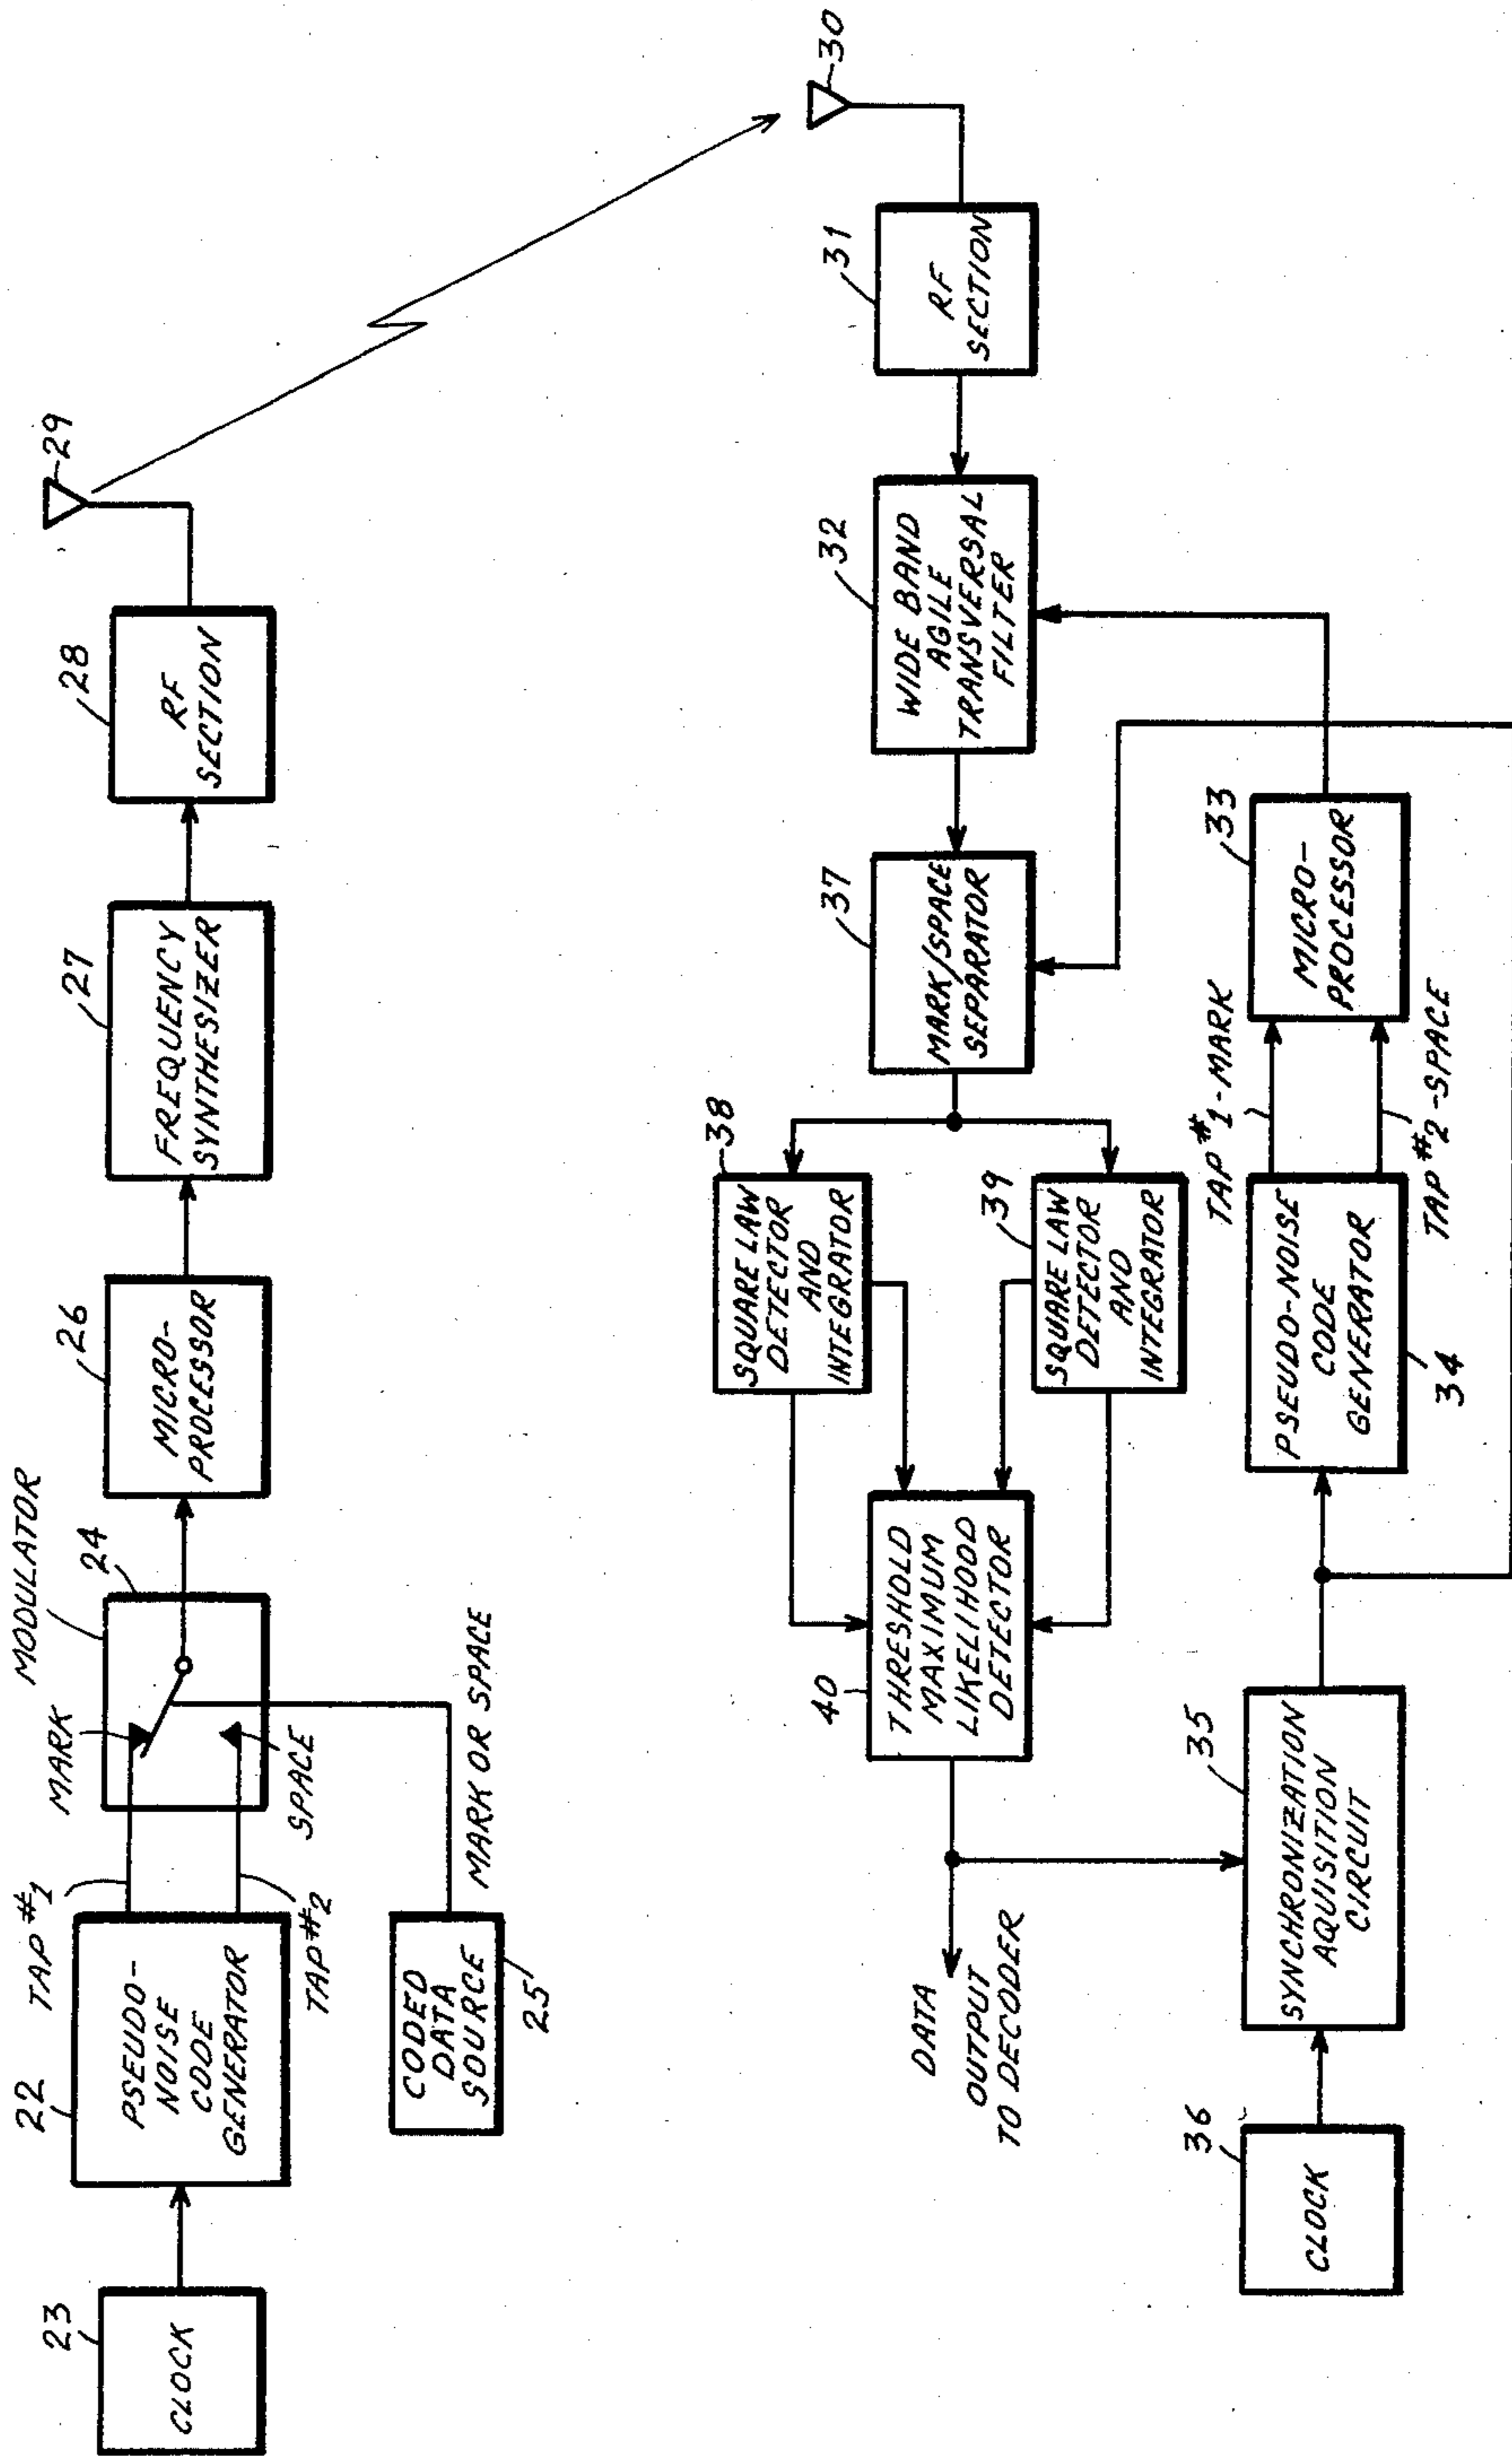 23
CLOCK
22
PSEUDO-
NOISE
CODE
GENERATOR
TAP #1
TAP #2
MARK
SPACE
MODULATOR
24
CODED
DATA
SOURCE
25
MARK OR SPACE
26
MICRO-
PROCESSOR
27
FREQUENCY
SYNTHESIZER
28
RF
SECTION
29
30
31
RF
SECTION
32
WIDE BAND
AGILE
TRANSVERSAL
FILTER
37
MARK/SPACE
SEPARATOR
38
SQUARE LAW
DETECTOR
AND
INTEGRATOR
39
SQUARE LAW
DETECTOR
AND
INTEGRATOR
40
THRESHOLD
MAXIMUM
LIKELIHOOD
DETECTOR
DATA
OUTPUT
TO DECODER
36
CLOCK
35
SYNCHRONIZATION
AQUISITION
CIRCUIT
PSEUDO-NOISE
CODE
GENERATOR
34
TAP #1-MARK
TAP #2-SPACE
33
MICRO-
PROCESSOR